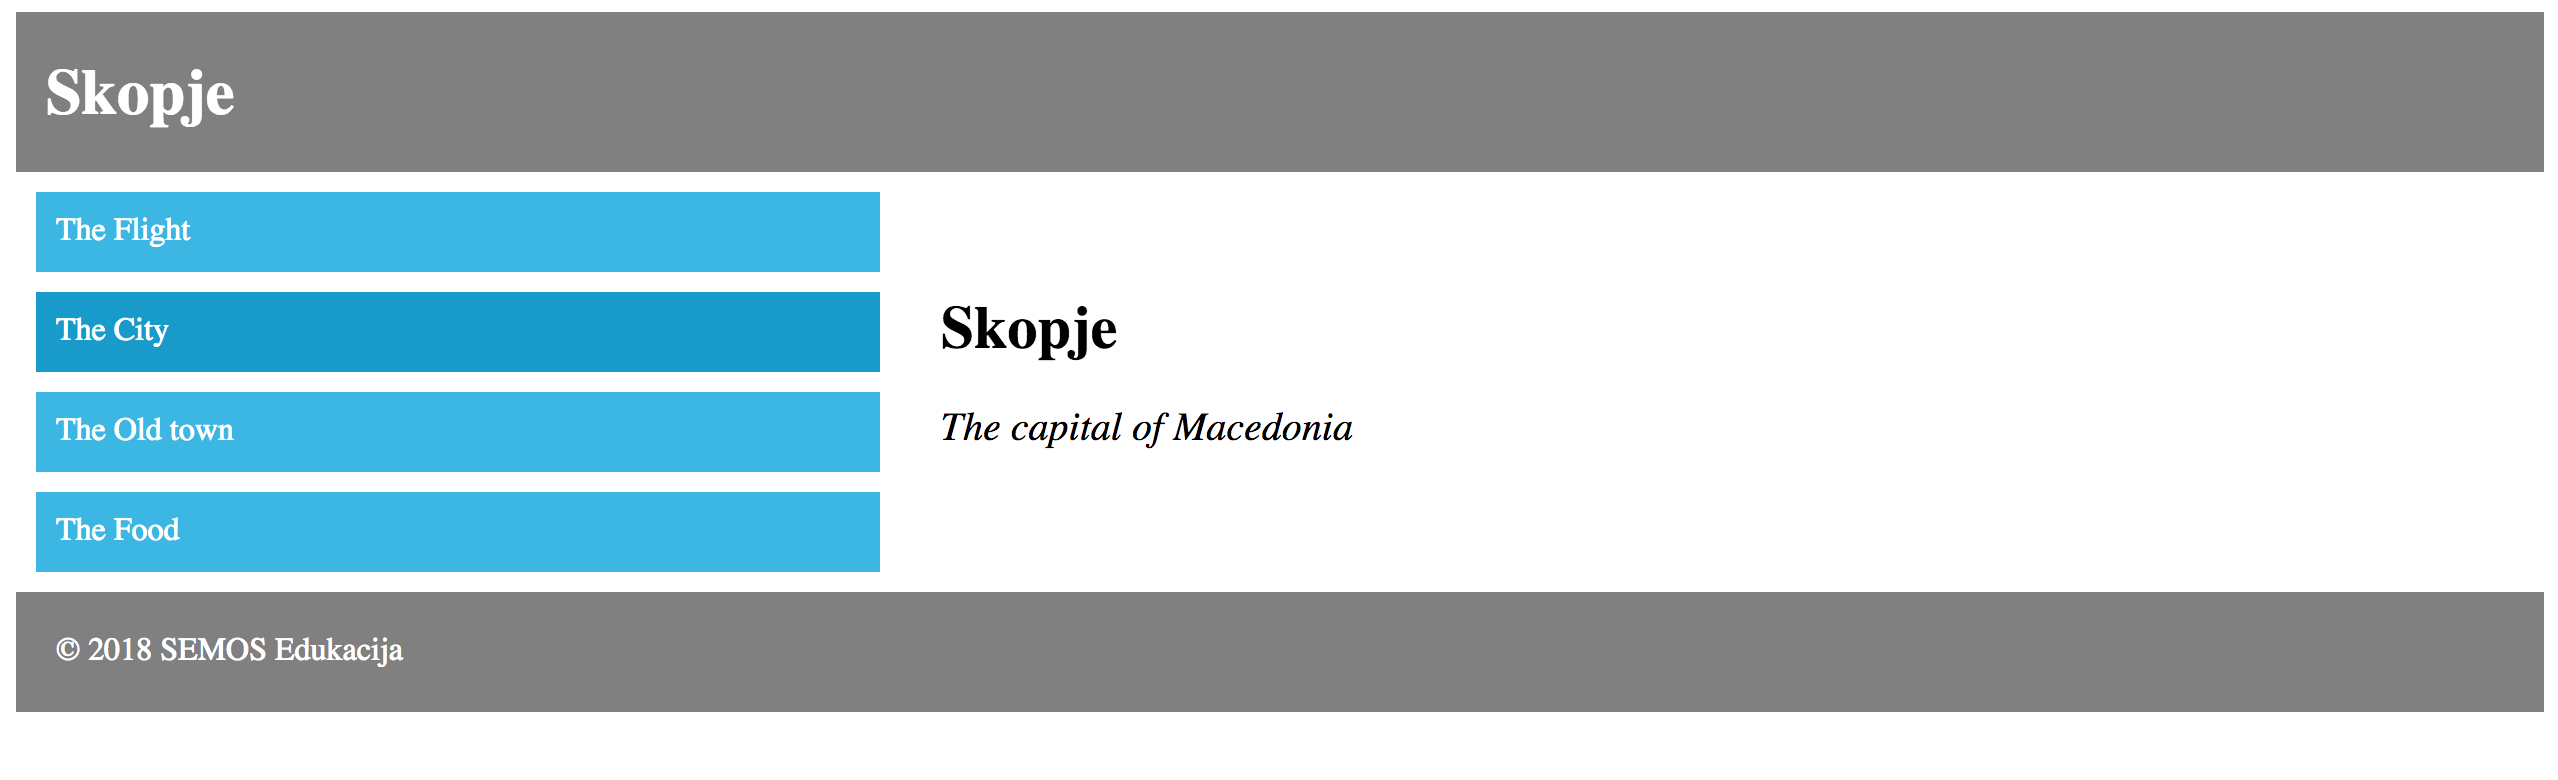 Skopje
The Flight
The City
The Old town
The Food
Skopje
The capital of Macedonia
© 2018 SEMOS Edukacija